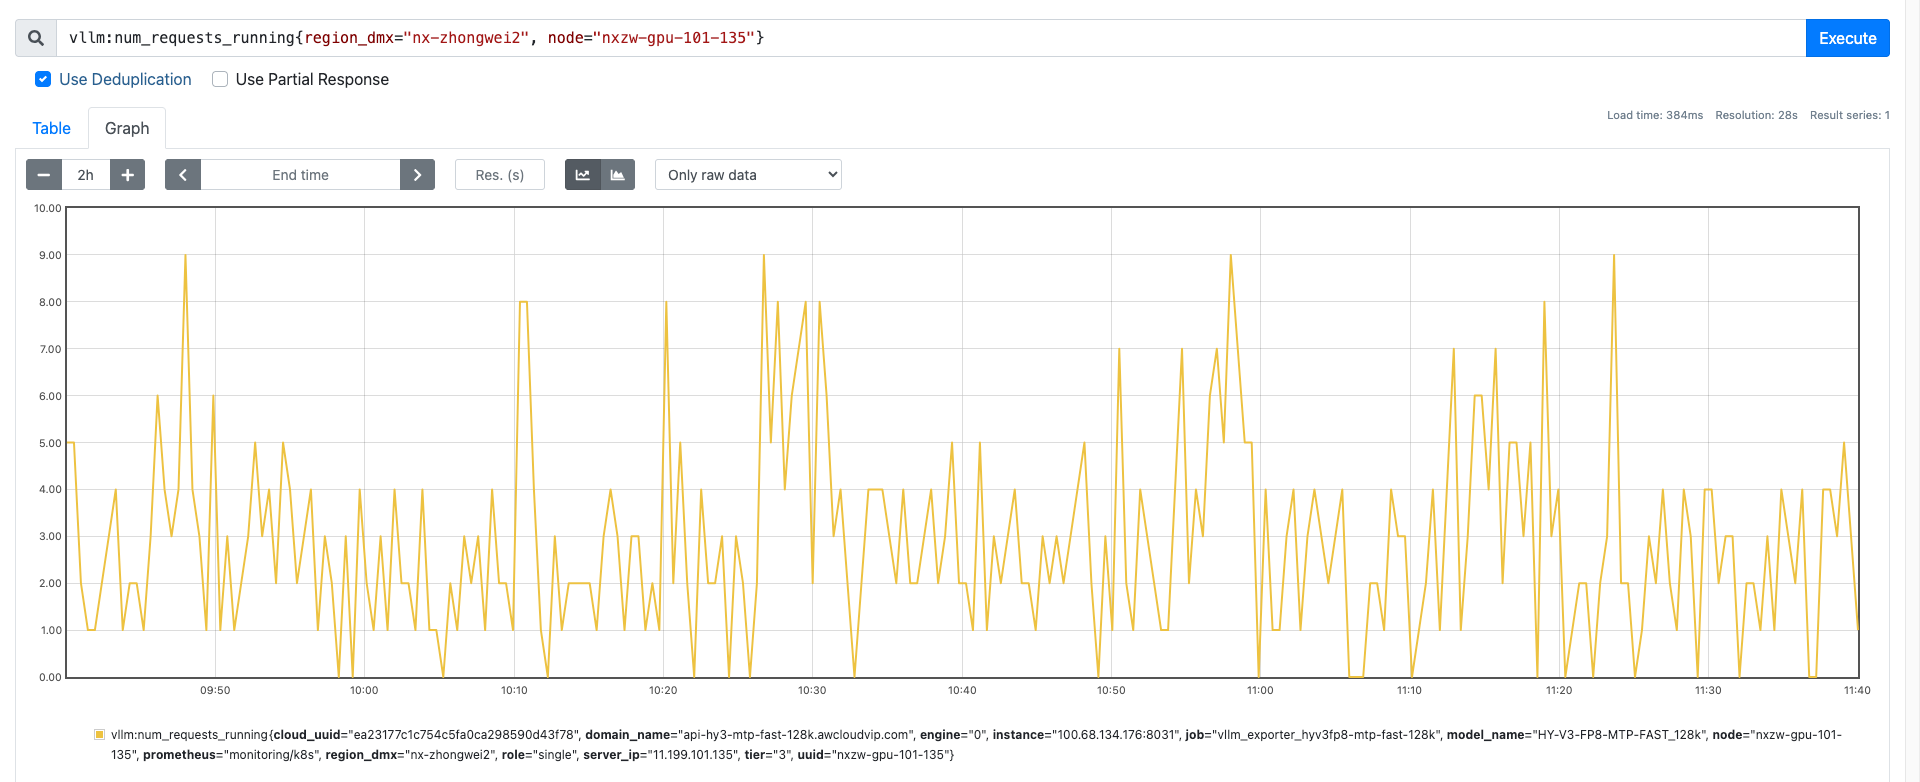 vllm:num_requests_running{region_dmx="nx-zhongwei2", node="nxzw-gpu-101-135"}
Execute
Use Deduplication
Use Partial Response
Table
Graph
Load time: 384ms Resolution: 28s Result series: 1
2h
End time
Res. (s)
Only raw data
10.00
9.00
8.00
7.00
6.00
5.00
4.00
3.00
2.00
1.00
0.00
09:50 10:00 10:10 10:20 10:30 10:40 10:50 11:00 11:10 11:20 11:30 11:40
vllm:num_requests_running{cloud_uuid="ea23177c1c754c5fa0ca298590d43f78", domain_name="api-hy3-mtp-fast-128k.awcloudvip.com", engine="0", instance="100.68.134.176:8031", job="vllm_exporter_hyv3fp8-mtp-fast-128k", model_name="HY-V3-FP8-MTP-FAST_128k", node="nxzw-gpu-101-
135", prometheus="monitoring/k8s", region_dmx="nx-zhongwei2", role="single", server_ip="11.199.101.135", tier="3", uuid="nxzw-gpu-101-135"}